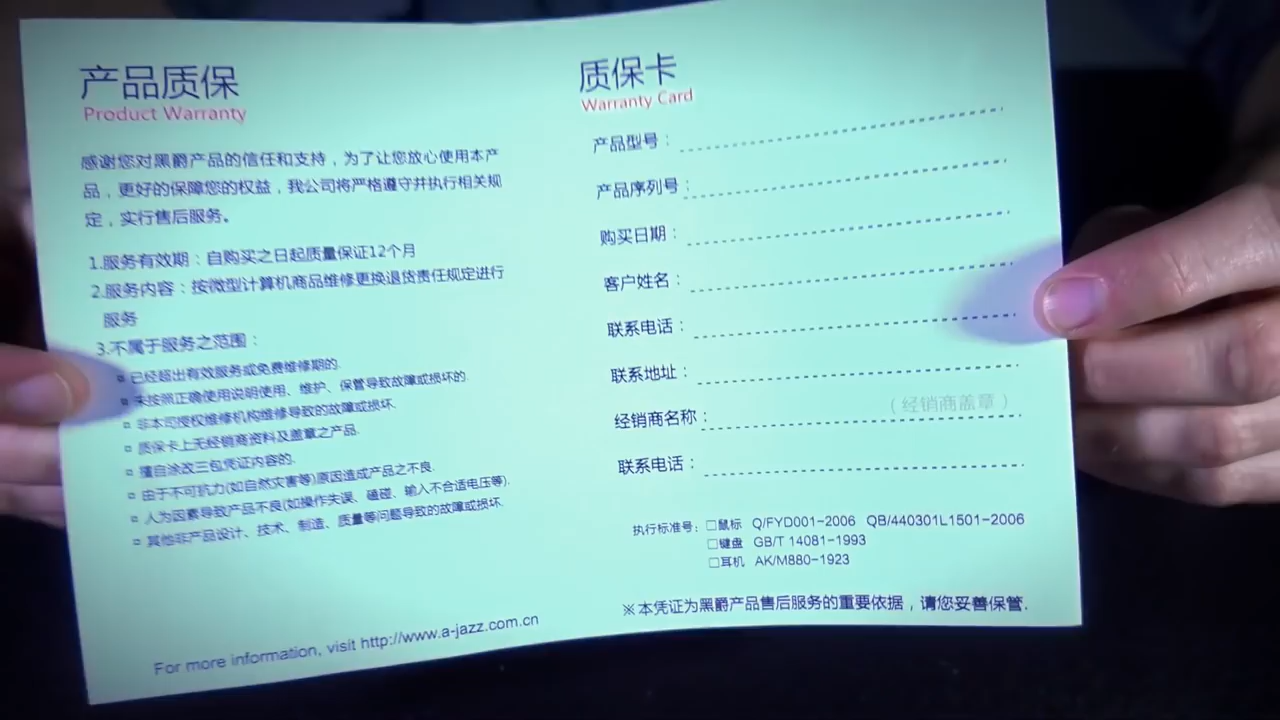 产品质保
Product Warranty
感谢您对黑爵产品的信任和支持，为了让您放心使用本产
品，更好的保障您的权益，我公司将严格遵守并执行相关规
定，实行售后服务。
1.服务有效期：自购买之日起质量保证12个月
2.服务内容：按微型计算机商品维修更换退货责任规定进行
服务
3.不属于服务之范围：
▫ 已经超出有效服务或免费维修期的.
▫ 未按照正确使用说明使用、维护、保管导致故障或损坏的.
▫ 非本司授权维修机构维修导致的故障或损坏.
▫ 质保卡上无经销商资料及盖章之产品.
▫ 擅自涂改三包凭证内容的.
▫ 由于不可抗力(如自然灾害等)原因造成产品之不良.
▫ 人为因素导致产品不良(如操作失误、磕碰、输入不合适电压等).
▫ 其他非产品设计、技术、制造、质量等问题导致的故障或损坏.
For more information, visit http://www.a-jazz.com.cn
质保卡
Warranty Card
产品型号：
产品序列号：
购买日期：
客户姓名：
联系电话：
联系地址：
经销商名称：（经销商盖章）
联系电话：
执行标准号：□鼠标 Q/FYD001-2006 QB/440301L1501-2006
□键盘 GB/T 14081-1993
□耳机 AK/M880-1923
※本凭证为黑爵产品售后服务的重要依据，请您妥善保管.